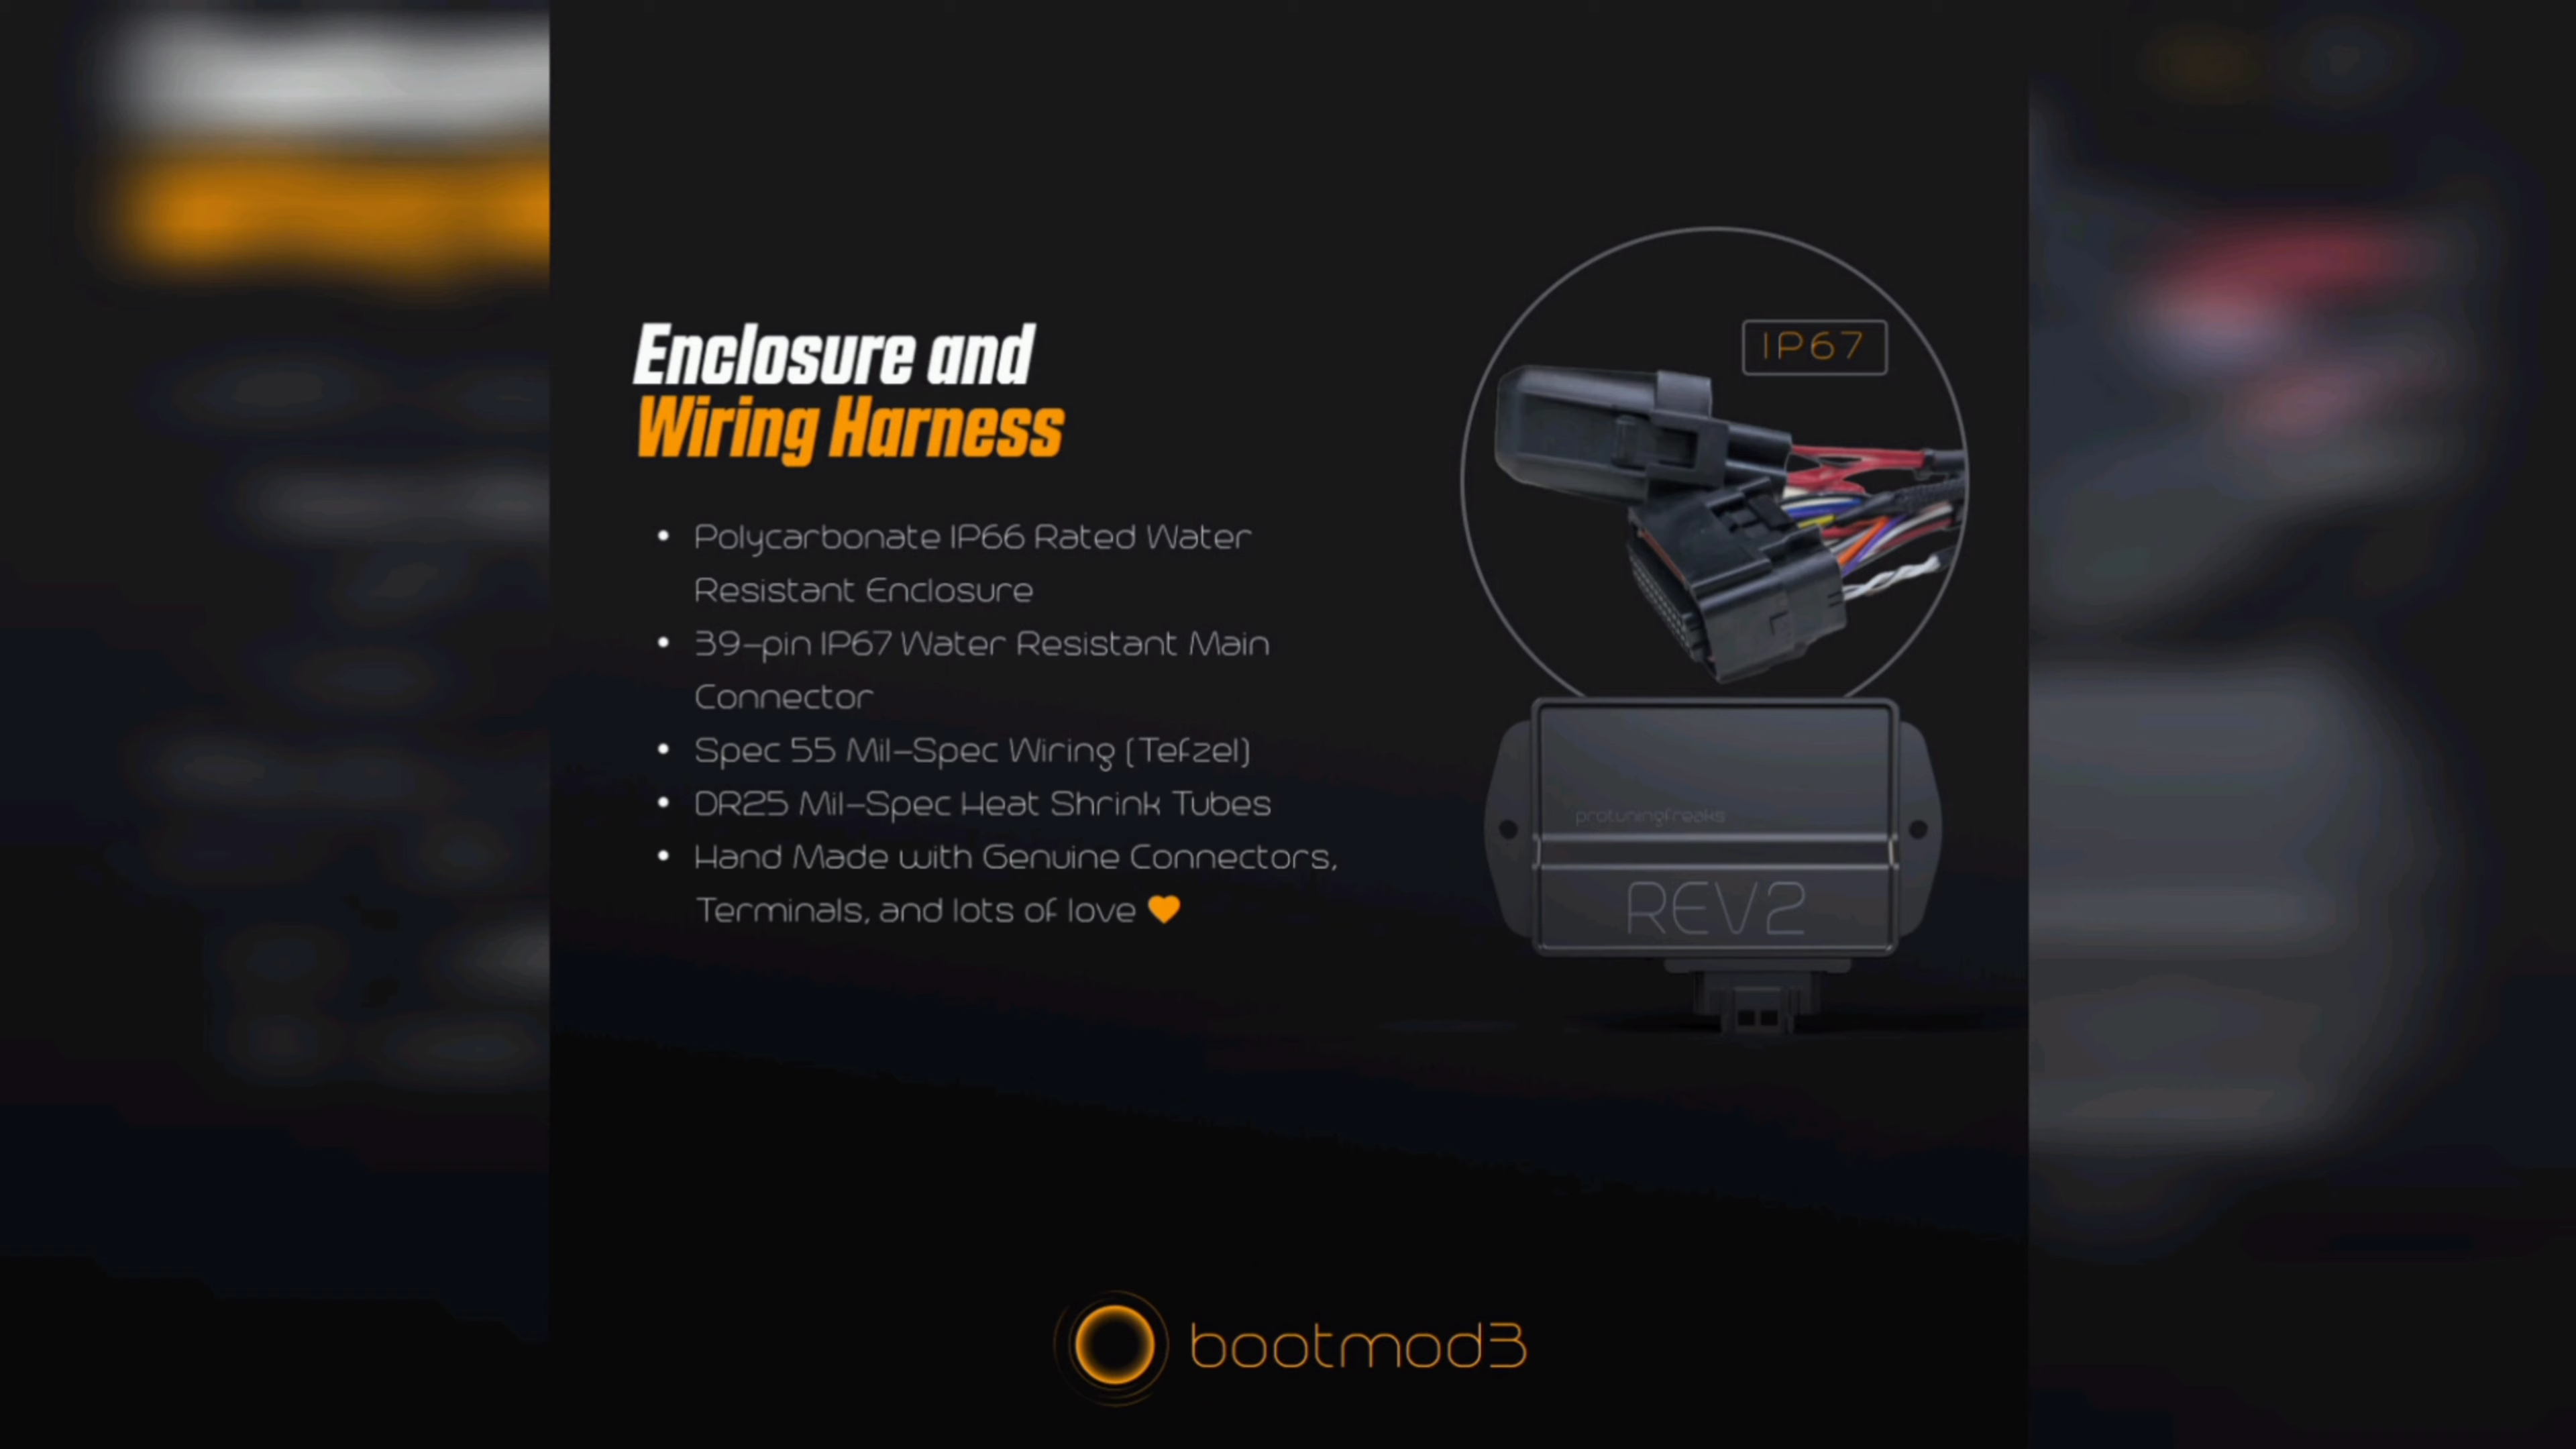 Enclosure and
Wiring Harness
• Polycarbonate IP66 Rated Water
Resistant Enclosure
• 39-pin IP67 Water Resistant Main
Connector
• Spec 55 Mil-Spec Wiring (Tefzel)
• DR25 Mil-Spec Heat Shrink Tubes
• Hand Made with Genuine Connectors,
Terminals, and lots of love 🧡
IP67
protuningfreaks
REV2
bootmod3